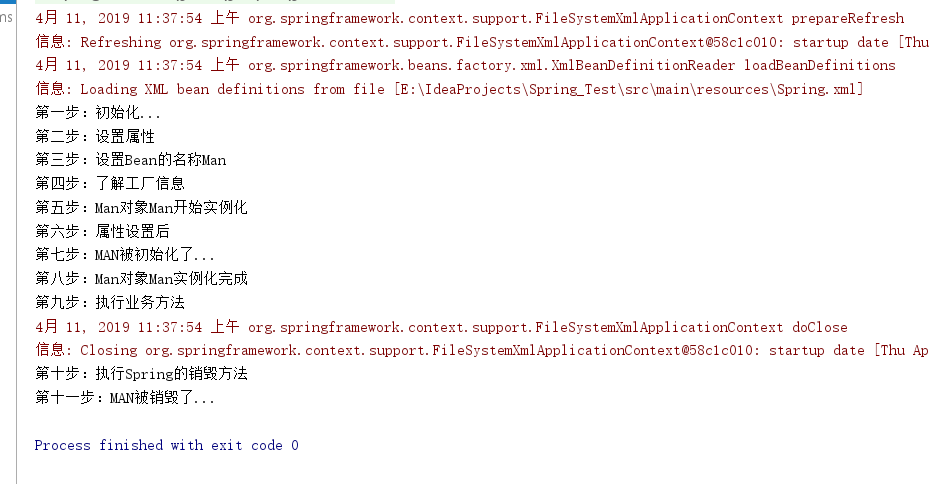 ms
4月 11, 2019 11:37:54 上午 org.springframework.context.support.FileSystemXmlApplicationContext prepareRefresh
信息: Refreshing org.springframework.context.support.FileSystemXmlApplicationContext@58c1c010: startup date [Thu
4月 11, 2019 11:37:54 上午 org.springframework.beans.factory.xml.XmlBeanDefinitionReader loadBeanDefinitions
信息: Loading XML bean definitions from file [E:\IdeaProjects\Spring_Test\src\main\resources\Spring.xml]
第一步：初始化...
第二步：设置属性
第三步：设置Bean的名称Man
第四步：了解工厂信息
第五步：Man对象Man开始实例化
第六步：属性设置后
第七步：MAN被初始化了...
第八步：Man对象Man实例化完成
第九步：执行业务方法
4月 11, 2019 11:37:54 上午 org.springframework.context.support.FileSystemXmlApplicationContext doClose
信息: Closing org.springframework.context.support.FileSystemXmlApplicationContext@58c1c010: startup date [Thu Ap
第十步：执行Spring的销毁方法
第十一步：MAN被销毁了...
Process finished with exit code 0